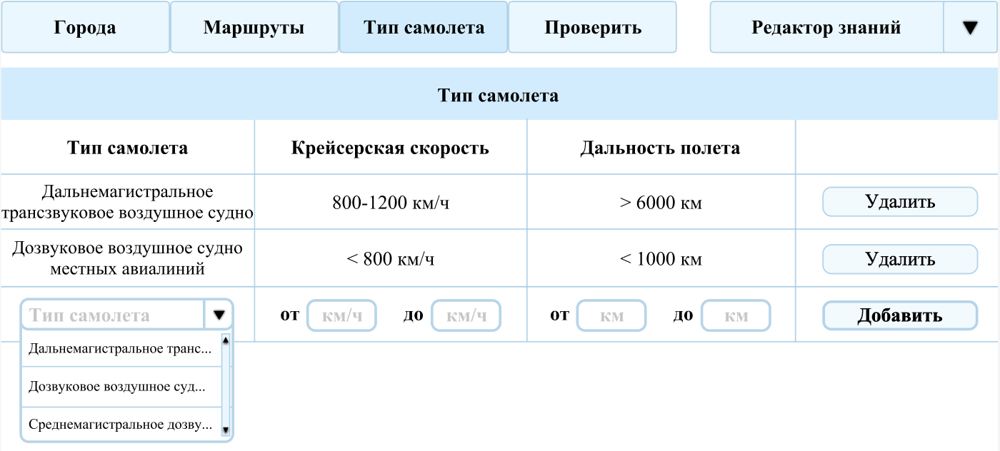 Города
Маршруты
Тип самолета
Проверить
Редактор знаний
▼
Тип самолета
Тип самолета
Крейсерская скорость
Дальность полета
Дальнемагистральное
трансзвуковое воздушное судно
800-1200 км/ч
> 6000 км
Удалить
Дозвуковое воздушное судно
местных авиалиний
< 800 км/ч
< 1000 км
Удалить
Тип самолета
▼
от
км/ч
до
км/ч
от
км
до
км
Добавить
Дальнемагистральное транс...
Дозвуковое воздушное суд...
Среднемагистральное дозву...